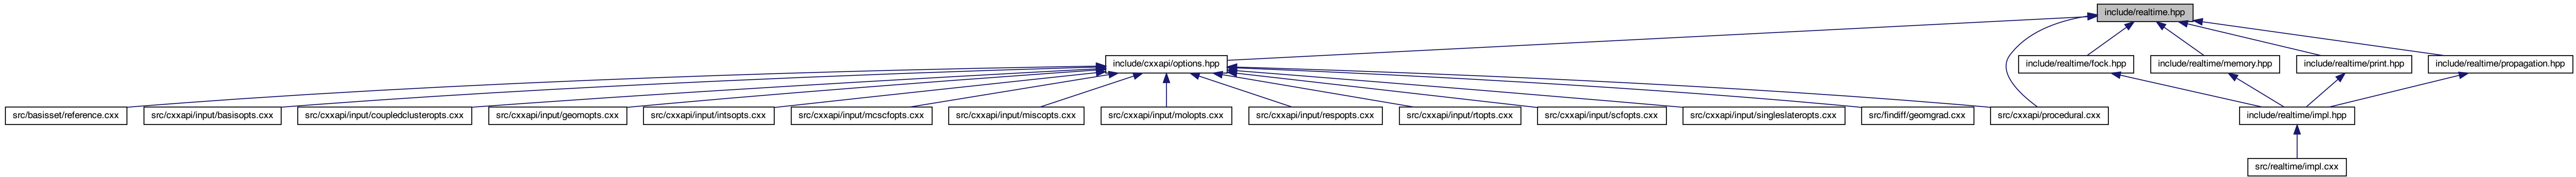 include/realtime.hpp
include/cxxapi/options.hpp
include/realtime/fock.hpp
include/realtime/memory.hpp
include/realtime/print.hpp
include/realtime/propagation.hpp
src/basisset/reference.cxx
src/cxxapi/input/basisopts.cxx
src/cxxapi/input/coupledclusteropts.cxx
src/cxxapi/input/geomopts.cxx
src/cxxapi/input/intsopts.cxx
src/cxxapi/input/mcscfopts.cxx
src/cxxapi/input/miscopts.cxx
src/cxxapi/input/molopts.cxx
src/cxxapi/input/respopts.cxx
src/cxxapi/input/rtopts.cxx
src/cxxapi/input/scfopts.cxx
src/cxxapi/input/singleslateropts.cxx
src/findiff/geomgrad.cxx
src/cxxapi/procedural.cxx
include/realtime/impl.hpp
src/realtime/impl.cxx